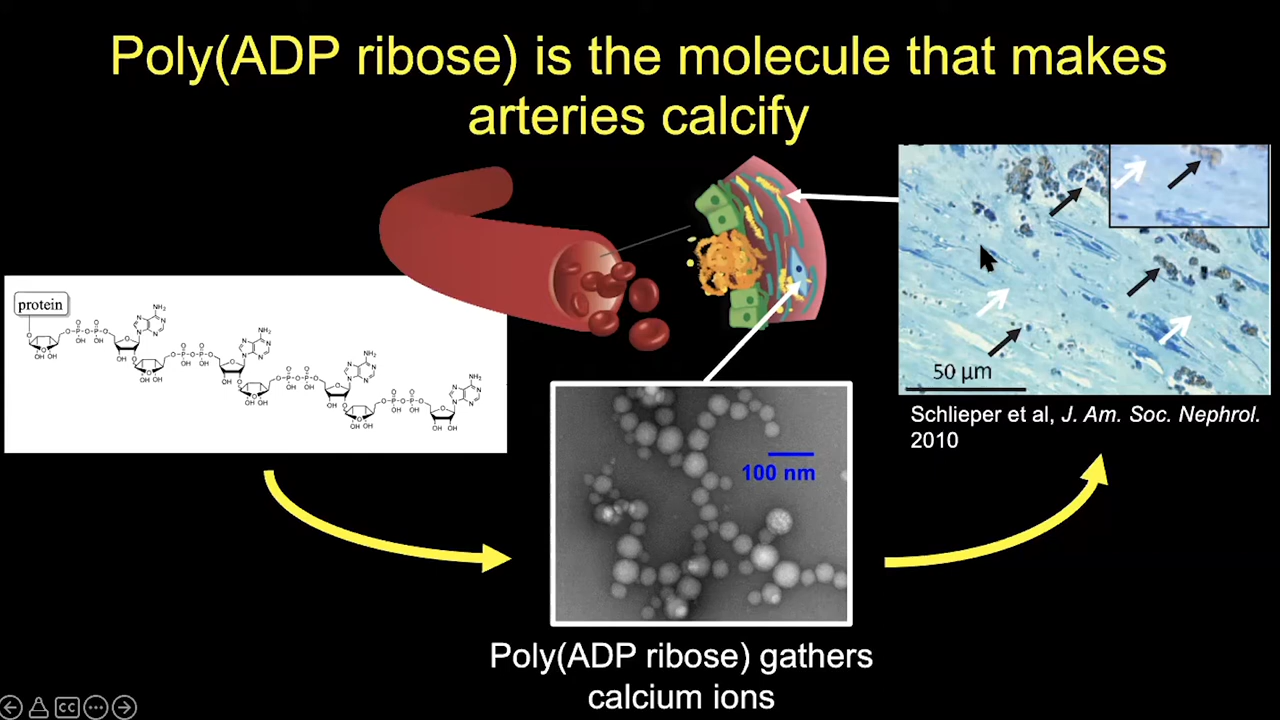 Poly(ADP ribose) is the molecule that makes
arteries calcify
protein
50 μm
Schlieper et al, J. Am. Soc. Nephrol.
2010
100 nm
Poly(ADP ribose) gathers
calcium ions
CC